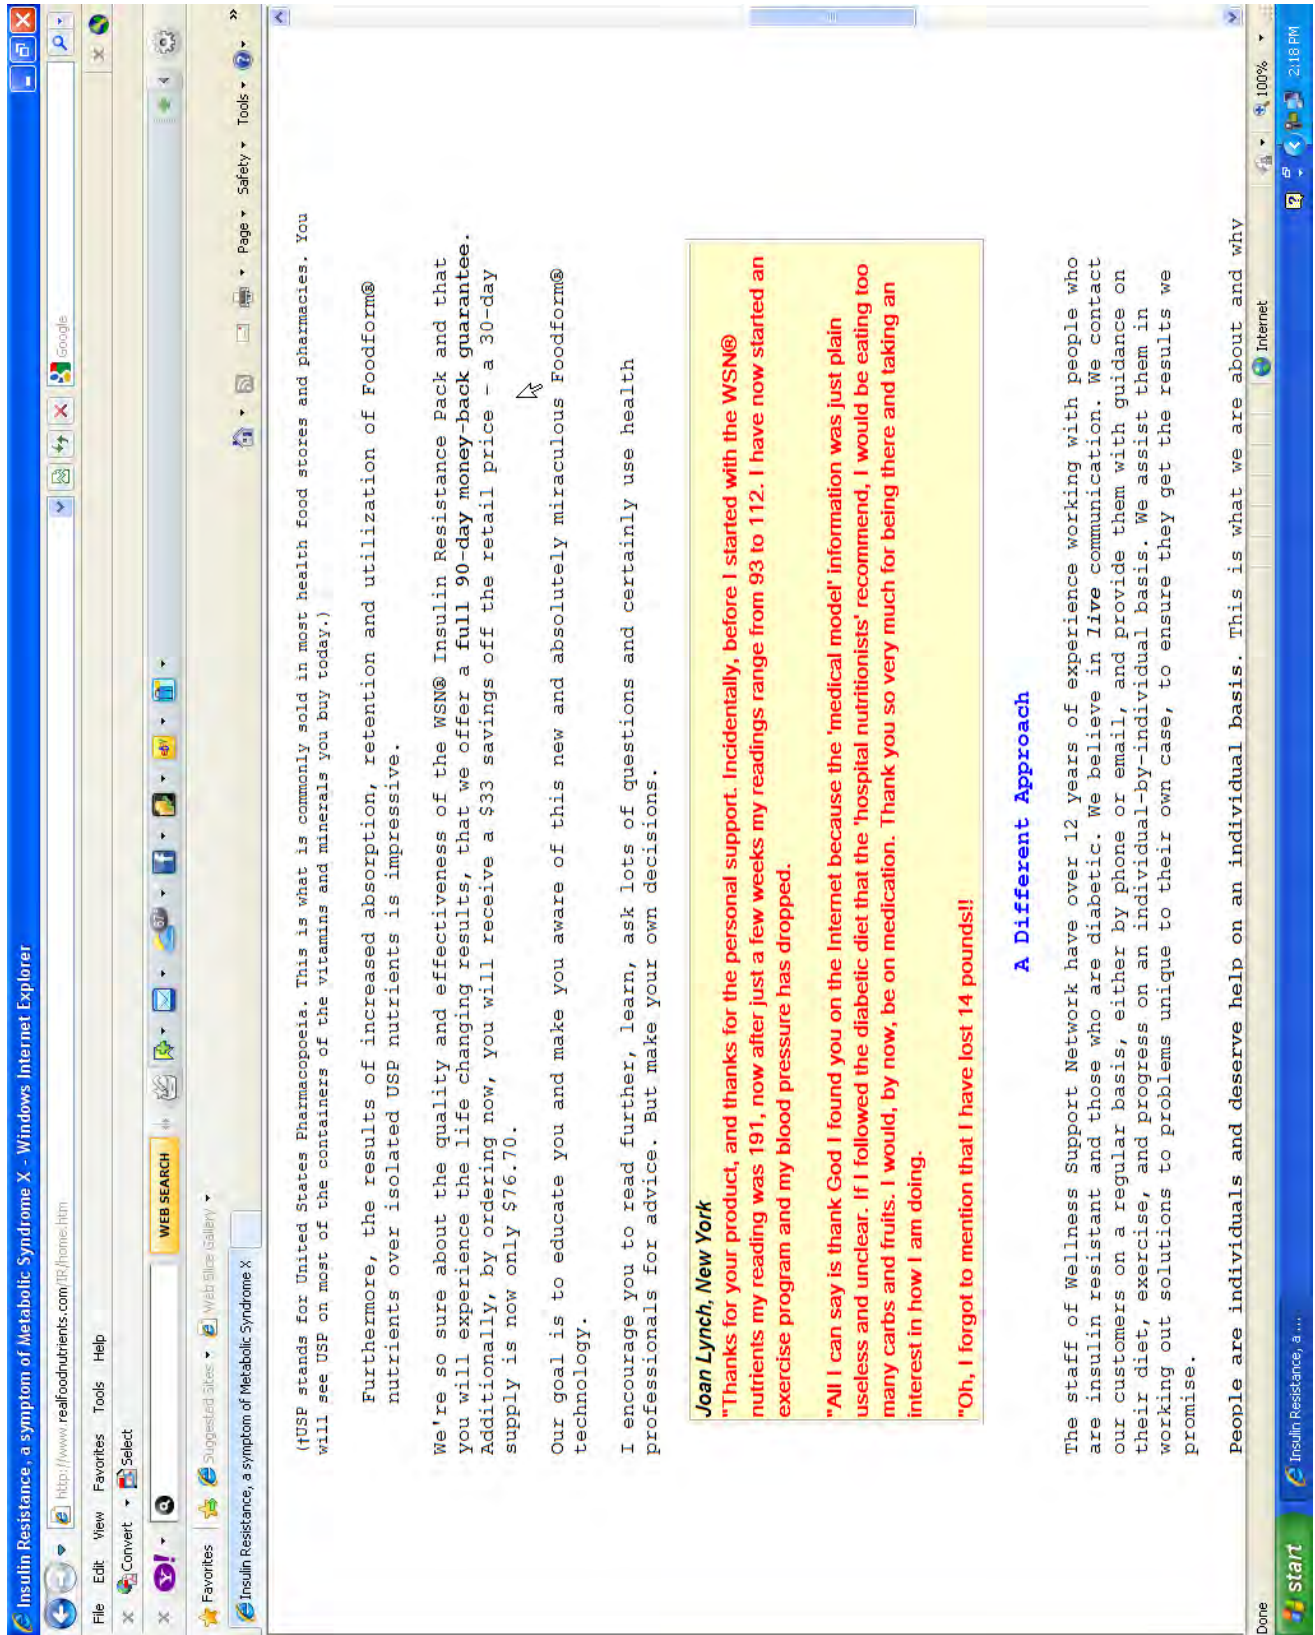 Insulin Resistance, a symptom of Metabolic Syndrome X - Windows Internet Explorer
http://www.realfoodnutrients.com/IR/home.htm
Google
File Edit View Favorites Tools Help
Convert Select
WEB SEARCH
Favorites Suggested Sites Web Slice Gallery
Insulin Resistance, a symptom of Metabolic Syndrome X
Page Safety Tools
(†USP stands for United States Pharmacopoeia. This is what is commonly sold in most health food stores and pharmacies. You
will see USP on most of the containers of the vitamins and minerals you buy today.)
Furthermore, the results of increased absorption, retention and utilization of Foodform®
nutrients over isolated USP nutrients is impressive.
We're so sure about the quality and effectiveness of the WSN® Insulin Resistance Pack and that
you will experience the life changing results, that we offer a full 90-day money-back guarantee.
Additionally, by ordering now, you will receive a $33 savings off the retail price - a 30-day
supply is now only $76.70.
Our goal is to educate you and make you aware of this new and absolutely miraculous Foodform®
technology.
I encourage you to read further, learn, ask lots of questions and certainly use health
professionals for advice. But make your own decisions.
Joan Lynch, New York
"Thanks for your product, and thanks for the personal support. Incidentally, before I started with the WSN®
nutrients my reading was 191, now after just a few weeks my readings range from 93 to 112. I have now started an
exercise program and my blood pressure has dropped.
"All I can say is thank God I found you on the Internet because the 'medical model' information was just plain
useless and unclear. If I followed the diabetic diet that the 'hospital nutritionists' recommend, I would be eating too
many carbs and fruits. I would, by now, be on medication. Thank you so very much for being there and taking an
interest in how I am doing.
"Oh, I forgot to mention that I have lost 14 pounds!!
A Different Approach
The staff of Wellness Support Network have over 12 years of experience working with people who
are insulin resistant and those who are diabetic. We believe in live communication. We contact
our customers on a regular basis, either by phone or email, and provide them with guidance on
their diet, exercise, and progress on an individual-by-individual basis. We assist them in
working out solutions to problems unique to their own case, to ensure they get the results we
promise.
People are individuals and deserve help on an individual basis. This is what we are about and why
Done
Internet
100%
start
Insulin Resistance, a ...
2:18 PM